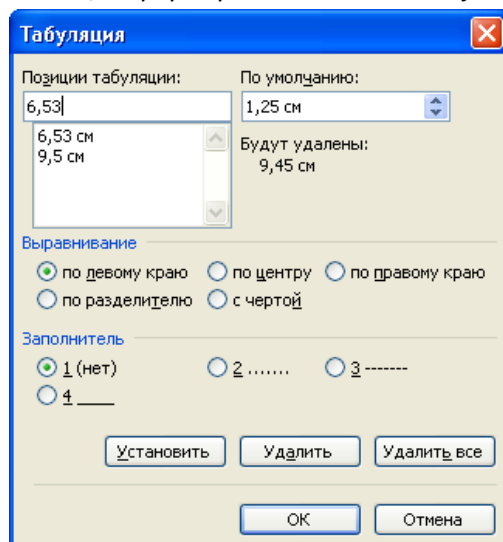 Табуляция
Позиции табуляции: По умолчанию:
6,53 1,25 см
6,53 см
9,5 см
Будут удалены:
9,45 см
Выравнивание
по левому краю по центру по правому краю
по разделителю с чертой
Заполнитель
1 (нет) 2 ....... 3 -------
4 ____
Установить Удалить Удалить все
ОК Отмена